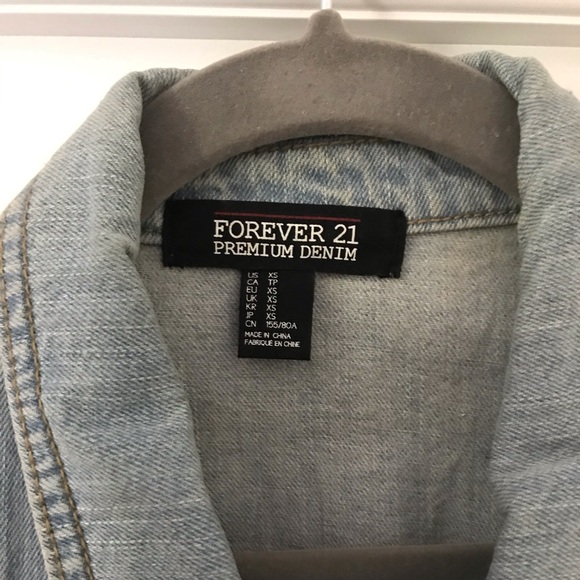 FOREVER 21
PREMIUM DENIM
US XS
CA TP
EU XS
UK XS
KR XS
JP XS
CN 155/80A
MADE IN CHINA
FABRIQUÉ EN CHINE